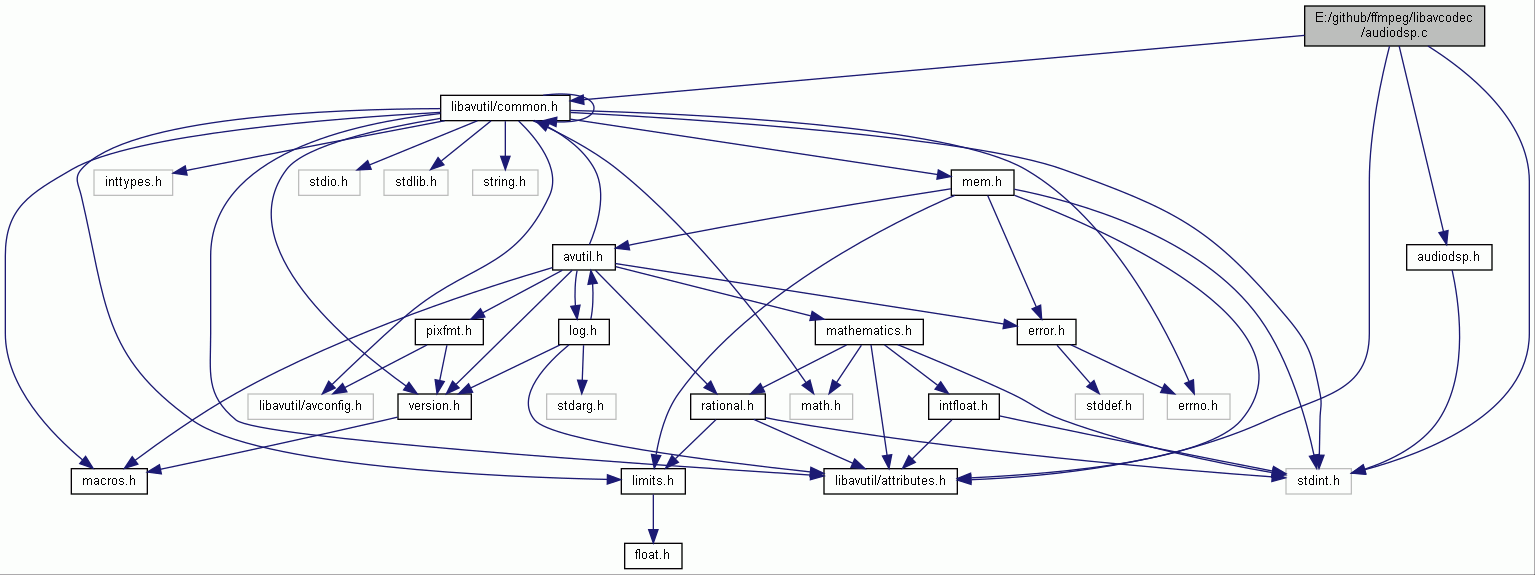 E:/github/ffmpeg/libavcodec
/audiodsp.c
libavutil/common.h
inttypes.h
stdio.h
stdlib.h
string.h
mem.h
avutil.h
audiodsp.h
pixfmt.h
log.h
mathematics.h
error.h
libavutil/avconfig.h
version.h
stdarg.h
rational.h
math.h
intfloat.h
stddef.h
errno.h
macros.h
limits.h
libavutil/attributes.h
stdint.h
float.h